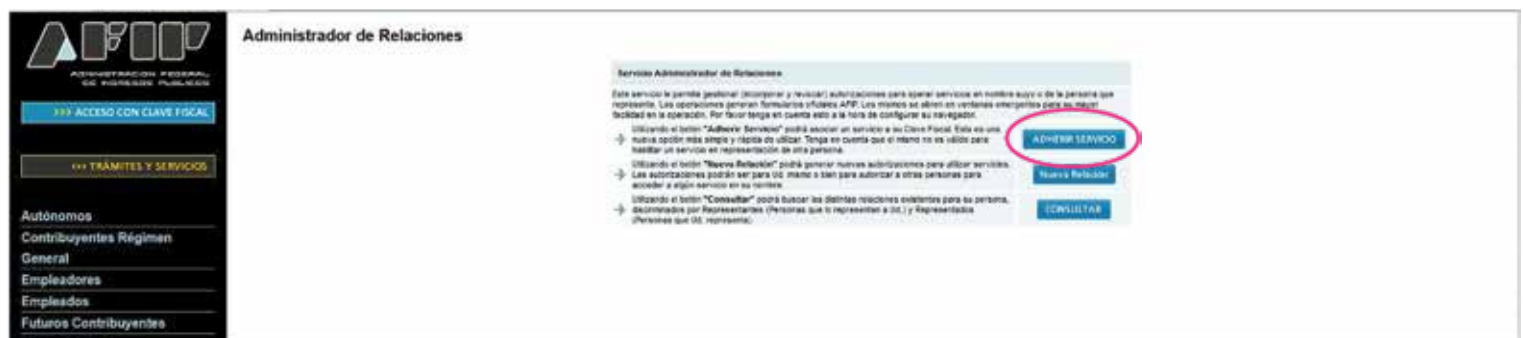 AFIP
ADMINISTRACION FEDERAL
DE INGRESOS PUBLICOS
>>> ACCESO CON CLAVE FISCAL
<<< TRÁMITES Y SERVICIOS
Autónomos
Contribuyentes Régimen
General
Empleadores
Empleados
Futuros Contribuyentes
Administrador de Relaciones
Servicio Administrador de Relaciones
Este servicio le permite gestionar (incorporar y revocar) autorizaciones para operar servicios en nombre suyo o de la persona que
representa. Las operaciones generan formularios oficiales AFIP. Los mismos se abren en ventanas emergentes para su mayor
facilidad en la operación. Por favor tenga en cuenta esto a la hora de configurar su navegador.
Utilizando el botón "Adherir Servicio" podrá asociar un servicio a su Clave Fiscal. Esta es una
nueva opción más simple y rápida de utilizar. Tenga en cuenta que el mismo no es válido para
habilitar un servicio en representación de otra persona.
ADHERIR SERVICIO
Utilizando el botón "Nueva Relación" podrá generar nuevas autorizaciones para utilizar servicios.
Las autorizaciones podrán ser para Ud. mismo o bien para autorizar a otras personas para
acceder a algún servicio en su nombre.
Nueva Relación
Utilizando el botón "Consultar" podrá buscar las distintas relaciones existentes para su persona,
discriminados por Representantes (Personas que lo representan a Ud.) y Representados
(Personas que Ud. representa).
CONSULTAR